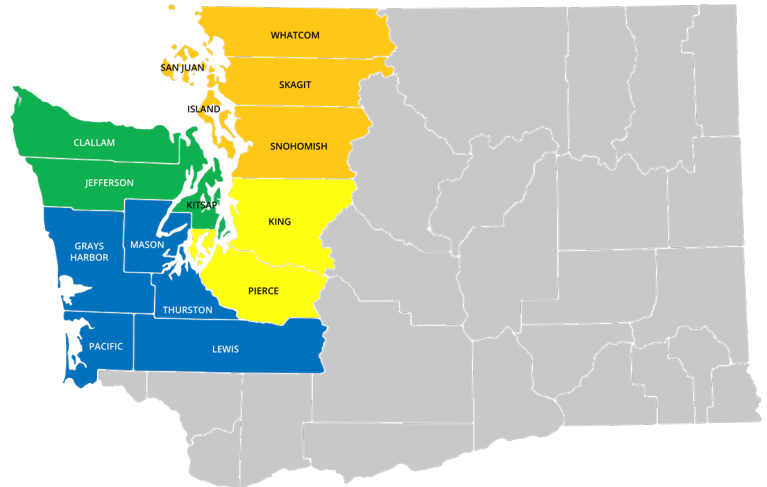 WHATCOM
SAN JUAN
SKAGIT
ISLAND
SNOHOMISH
CLALLAM
JEFFERSON
KITSAP
KING
GRAYS
HARBOR
MASON
PIERCE
THURSTON
PACIFIC
LEWIS